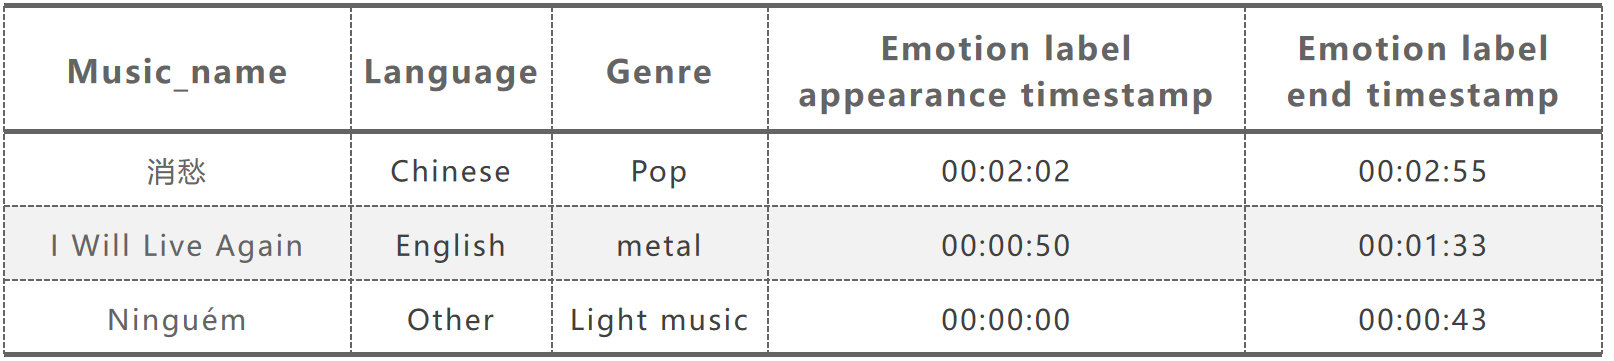 Music_name Language Genre Emotion label appearance timestamp Emotion label end timestamp
消愁 Chinese Pop 00:02:02 00:02:55
I Will Live Again English metal 00:00:50 00:01:33
Ninguém Other Light music 00:00:00 00:00:43